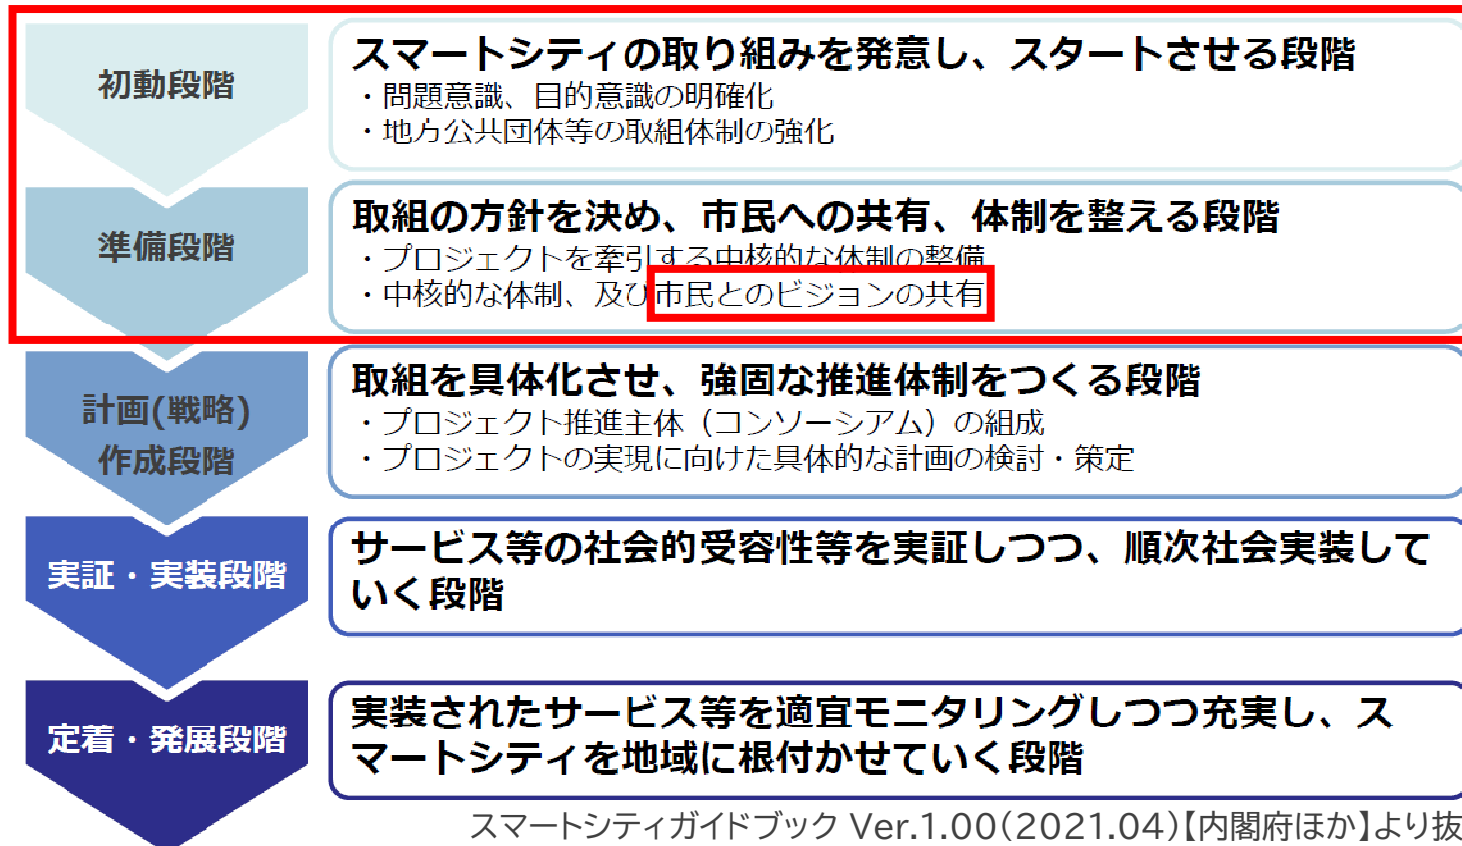 初動段階
スマートシティの取り組みを発意し、スタートさせる段階
・問題意識、目的意識の明確化
・地方公共団体等の取組体制の強化
準備段階
取組の方針を決め、市民への共有、体制を整える段階
・プロジェクトを牽引する中核的な体制の整備
・中核的な体制、及び市民とのビジョンの共有
計画(戦略)
作成段階
取組を具体化させ、強固な推進体制をつくる段階
・プロジェクト推進主体（コンソーシアム）の組成
・プロジェクトの実現に向けた具体的な計画の検討・策定
実証・実装段階
サービス等の社会的受容性等を実証しつつ、順次社会実装して
いく段階
定着・発展段階
実装されたサービス等を適宜モニタリングしつつ充実し、ス
マートシティを地域に根付かせていく段階
スマートシティガイドブック Ver.1.00(2021.04)【内閣府ほか】より抜